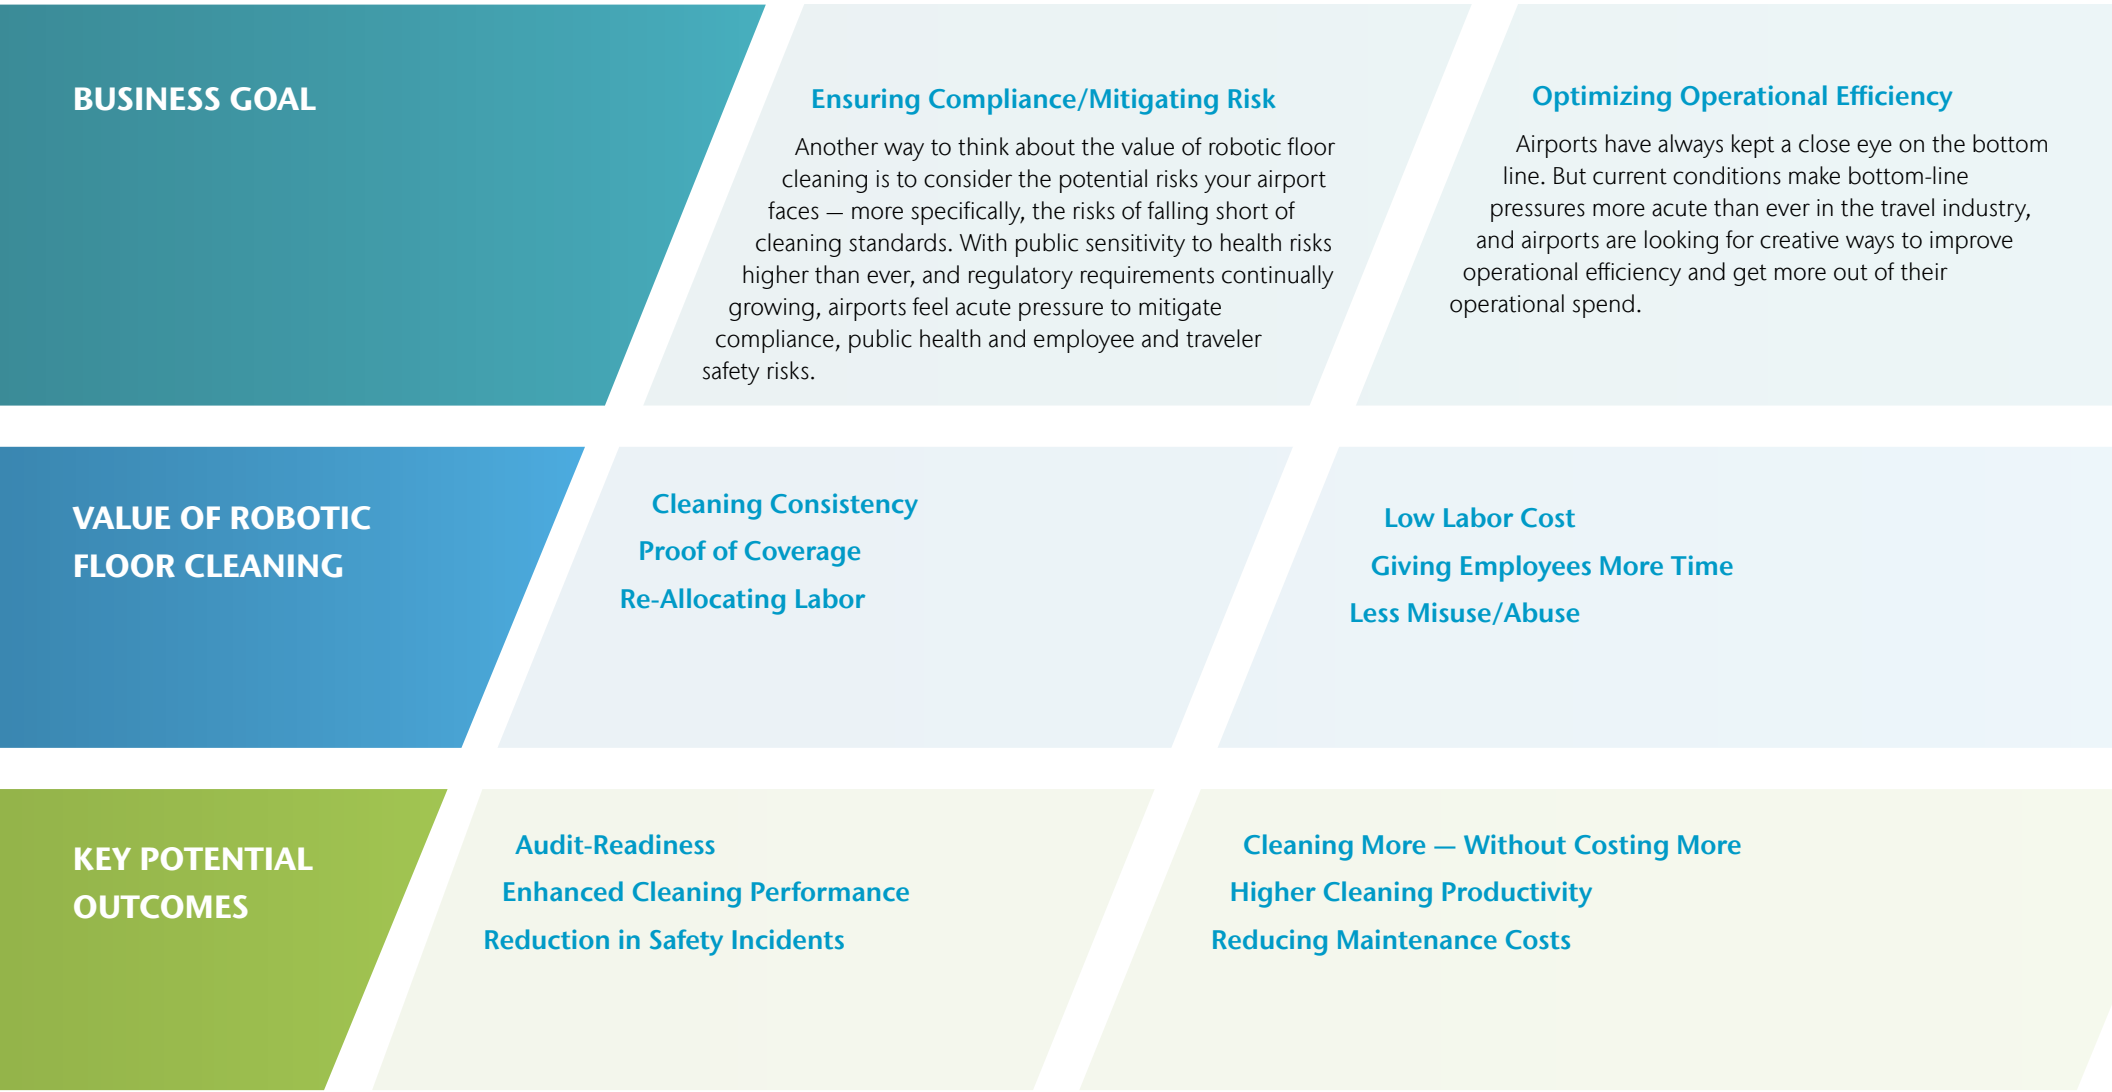 BUSINESS GOAL
Ensuring Compliance/Mitigating Risk
Another way to think about the value of robotic floor
cleaning is to consider the potential risks your airport
faces — more specifically, the risks of falling short of
cleaning standards. With public sensitivity to health risks
higher than ever, and regulatory requirements continually
growing, airports feel acute pressure to mitigate
compliance, public health and employee and traveler
safety risks.
Optimizing Operational Efficiency
Airports have always kept a close eye on the bottom
line. But current conditions make bottom-line
pressures more acute than ever in the travel industry,
and airports are looking for creative ways to improve
operational efficiency and get more out of their
operational spend.
VALUE OF ROBOTIC
FLOOR CLEANING
Cleaning Consistency
Proof of Coverage
Re-Allocating Labor
Low Labor Cost
Giving Employees More Time
Less Misuse/Abuse
KEY POTENTIAL
OUTCOMES
Audit-Readiness
Enhanced Cleaning Performance
Reduction in Safety Incidents
Cleaning More — Without Costing More
Higher Cleaning Productivity
Reducing Maintenance Costs